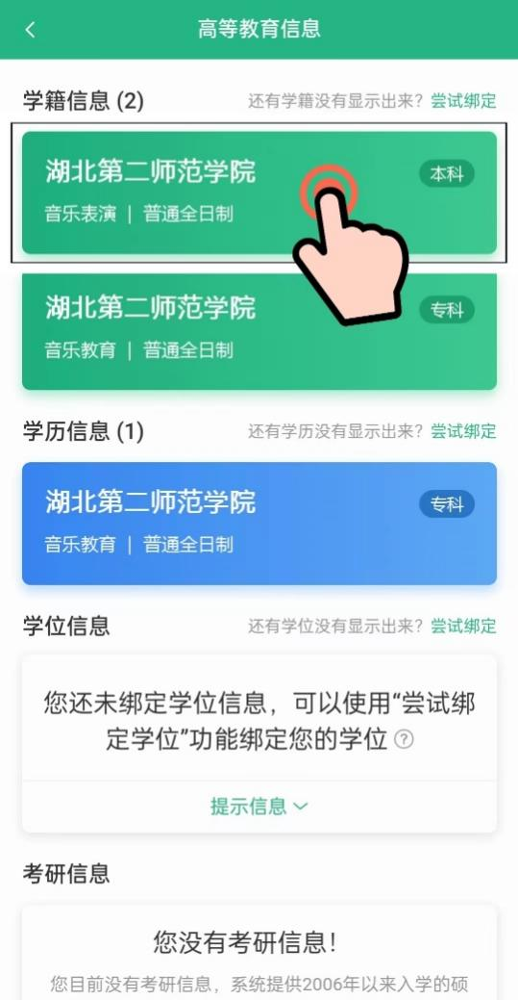 高等教育信息
学籍信息 (2) 还有学籍没有显示出来？尝试绑定
湖北第二师范学院 本科
音乐表演 | 普通全日制
湖北第二师范学院 专科
音乐教育 | 普通全日制
学历信息 (1) 还有学历没有显示出来？尝试绑定
湖北第二师范学院 专科
音乐教育 | 普通全日制
学位信息 还有学位没有显示出来？尝试绑定
您还未绑定学位信息，可以使用“尝试绑
定学位”功能绑定您的学位 ?
提示信息
考研信息
您没有考研信息！
您目前没有考研信息，系统提供2006年以来入学的硕